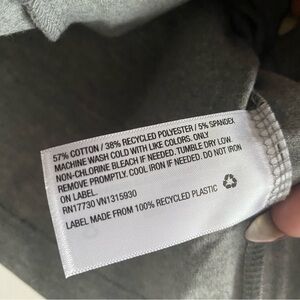 57% COTTON / 38% RECYCLED POLYESTER / 5% SPANDEX
MACHINE WASH COLD WITH LIKE COLORS. ONLY
NON-CHLORINE BLEACH IF NEEDED. TUMBLE DRY LOW.
REMOVE PROMPTLY. COOL IRON IF NEEDED. DO NOT IRON
ON LABEL.
RN17730 VN1315930
LABEL MADE FROM 100% RECYCLED PLASTIC